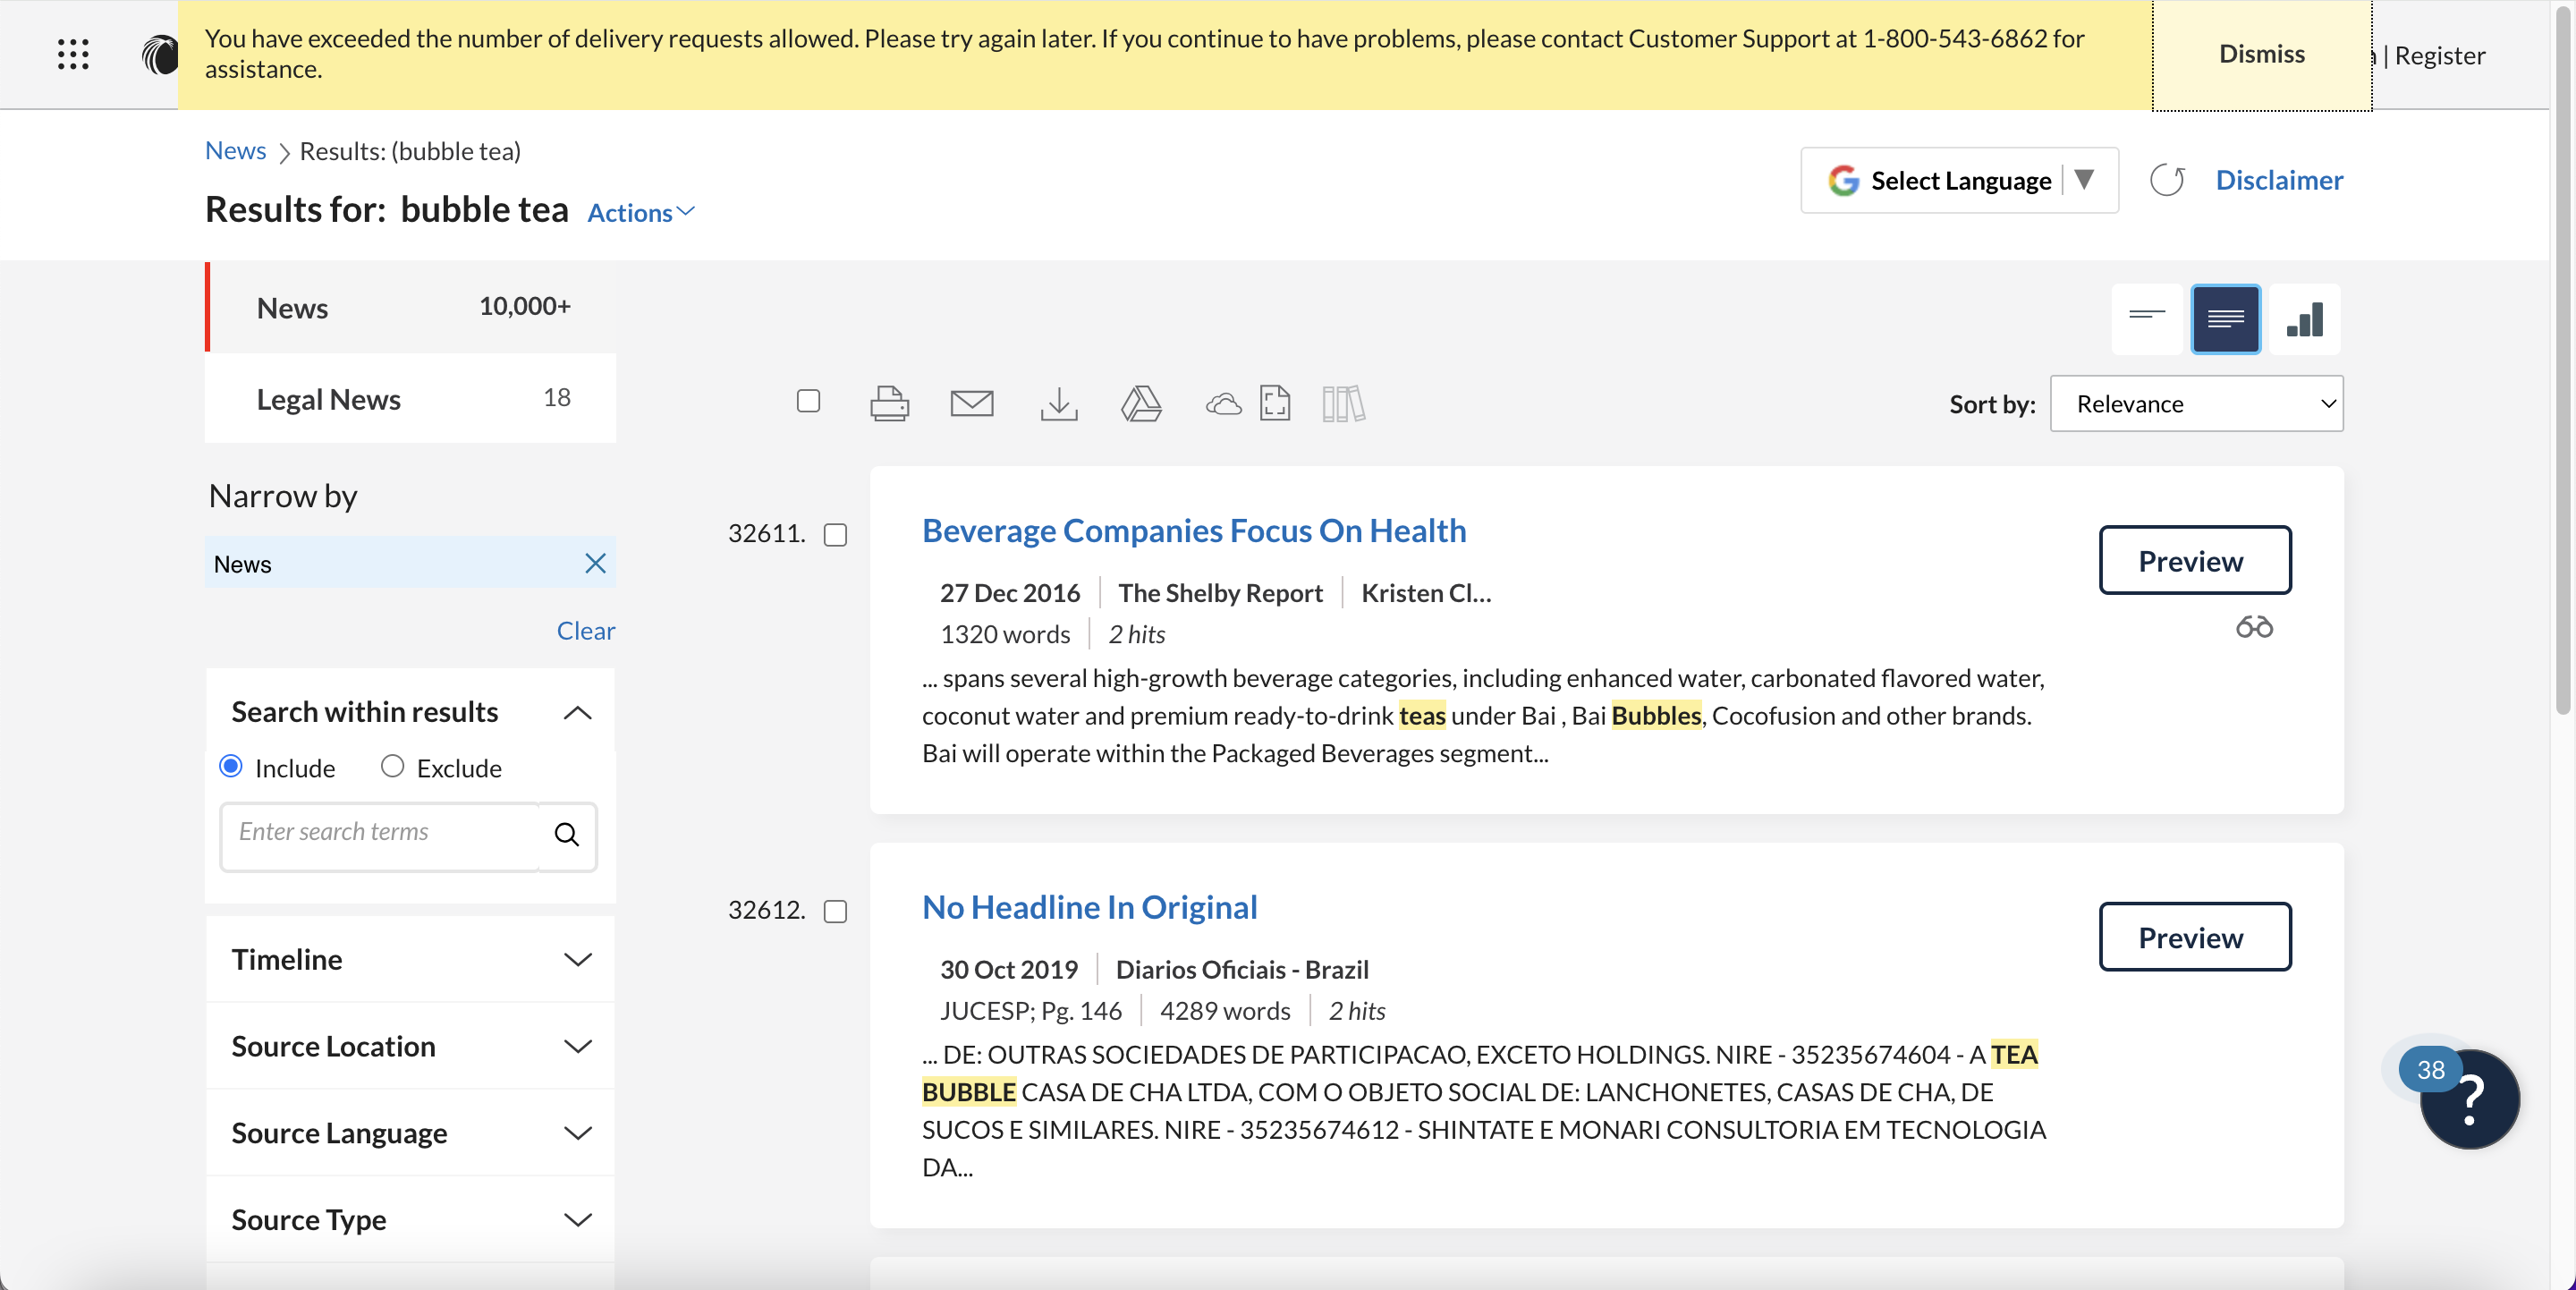 You have exceeded the number of delivery requests allowed. Please try again later. If you continue to have problems, please contact Customer Support at 1-800-543-6862 for
assistance.
Dismiss
| Register
News > Results: (bubble tea)
Results for: bubble tea Actions
Select Language
Disclaimer
News 10,000+
Legal News 18
Narrow by
News
Clear
Search within results
Include Exclude
Enter search terms
Timeline
Source Location
Source Language
Source Type
Sort by: Relevance
32611. Beverage Companies Focus On Health
Preview
27 Dec 2016 | The Shelby Report | Kristen Cl...
1320 words | 2 hits
... spans several high-growth beverage categories, including enhanced water, carbonated flavored water,
coconut water and premium ready-to-drink teas under Bai , Bai Bubbles, Cocofusion and other brands.
Bai will operate within the Packaged Beverages segment...
32612. No Headline In Original
Preview
30 Oct 2019 | Diarios Oficiais - Brazil
JUCESP; Pg. 146 | 4289 words | 2 hits
... DE: OUTRAS SOCIEDADES DE PARTICIPACAO, EXCETO HOLDINGS. NIRE - 35235674604 - A TEA
BUBBLE CASA DE CHA LTDA, COM O OBJETO SOCIAL DE: LANCHONETES, CASAS DE CHA, DE
SUCOS E SIMILARES. NIRE - 35235674612 - SHINTATE E MONARI CONSULTORIA EM TECNOLOGIA
DA...
38
?